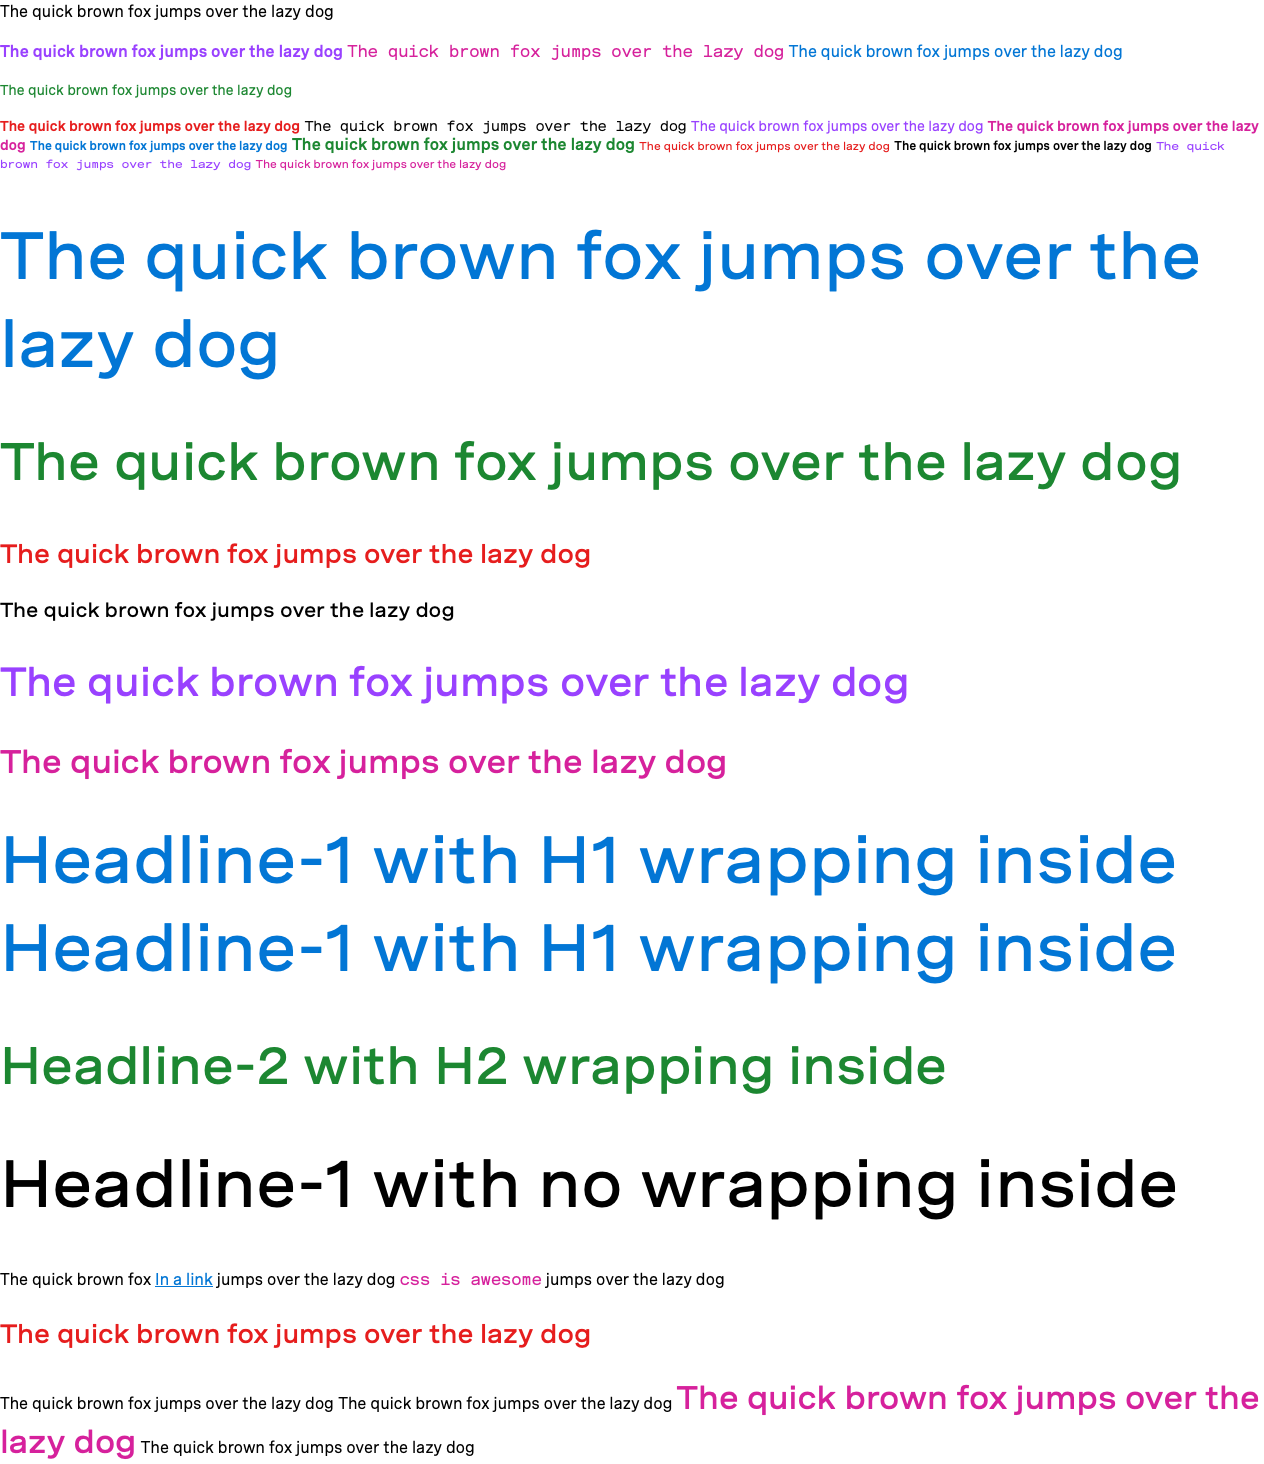 The quick brown fox jumps over the lazy dog
The quick brown fox jumps over the lazy dog The quick brown fox jumps over the lazy dog The quick brown fox jumps over the lazy dog
The quick brown fox jumps over the lazy dog
The quick brown fox jumps over the lazy dog The quick brown fox jumps over the lazy dog The quick brown fox jumps over the lazy dog The quick brown fox jumps over the lazy
dog The quick brown fox jumps over the lazy dog The quick brown fox jumps over the lazy dog The quick brown fox jumps over the lazy dog The quick brown fox jumps over the lazy dog The quick
brown fox jumps over the lazy dog The quick brown fox jumps over the lazy dog
The quick brown fox jumps over the
lazy dog
The quick brown fox jumps over the lazy dog
The quick brown fox jumps over the lazy dog
The quick brown fox jumps over the lazy dog
The quick brown fox jumps over the lazy dog
The quick brown fox jumps over the lazy dog
Headline-1 with H1 wrapping inside
Headline-1 with H1 wrapping inside
Headline-2 with H2 wrapping inside
Headline-1 with no wrapping inside
The quick brown fox In a link jumps over the lazy dog css is awesome jumps over the lazy dog
The quick brown fox jumps over the lazy dog
The quick brown fox jumps over the lazy dog The quick brown fox jumps over the lazy dog The quick brown fox jumps over the
lazy dog The quick brown fox jumps over the lazy dog